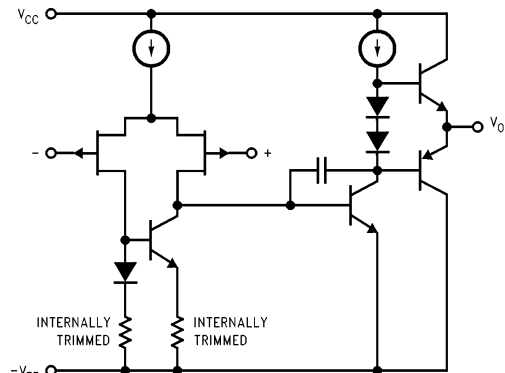 VCC
VO
-
+
INTERNALLY INTERNALLY
TRIMMED TRIMMED